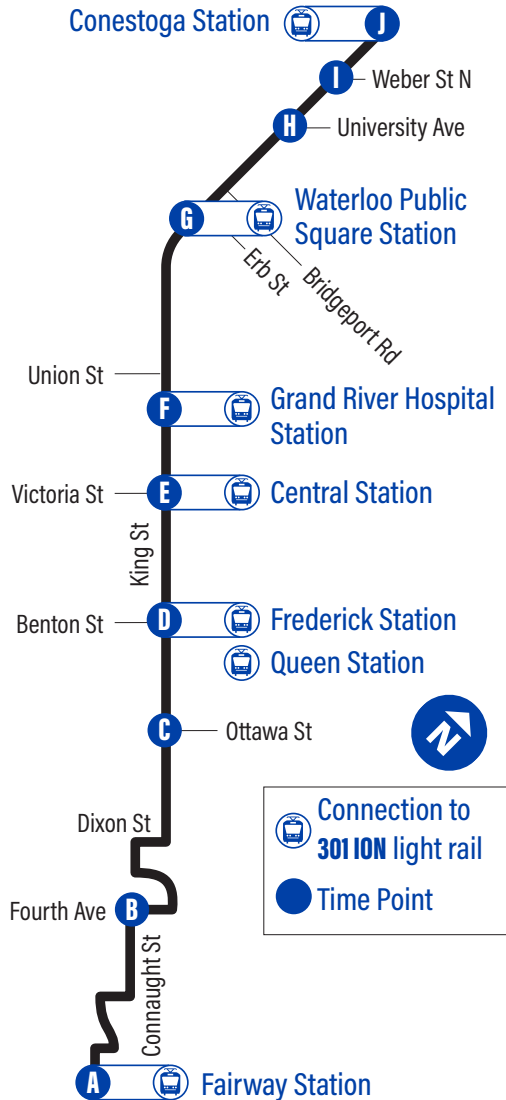 Conestoga Station
J
I
Weber St N
H
University Ave
G
Waterloo Public
Square Station
Erb St
Bridgeport Rd
Union St
F
Grand River Hospital
Station
Victoria St
E
Central Station
King St
Benton St
D
Frederick Station
Queen Station
C
Ottawa St
N
Dixon St
Connection to
301 ION light rail
Time Point
Fourth Ave
B
Connaught St
A
Fairway Station